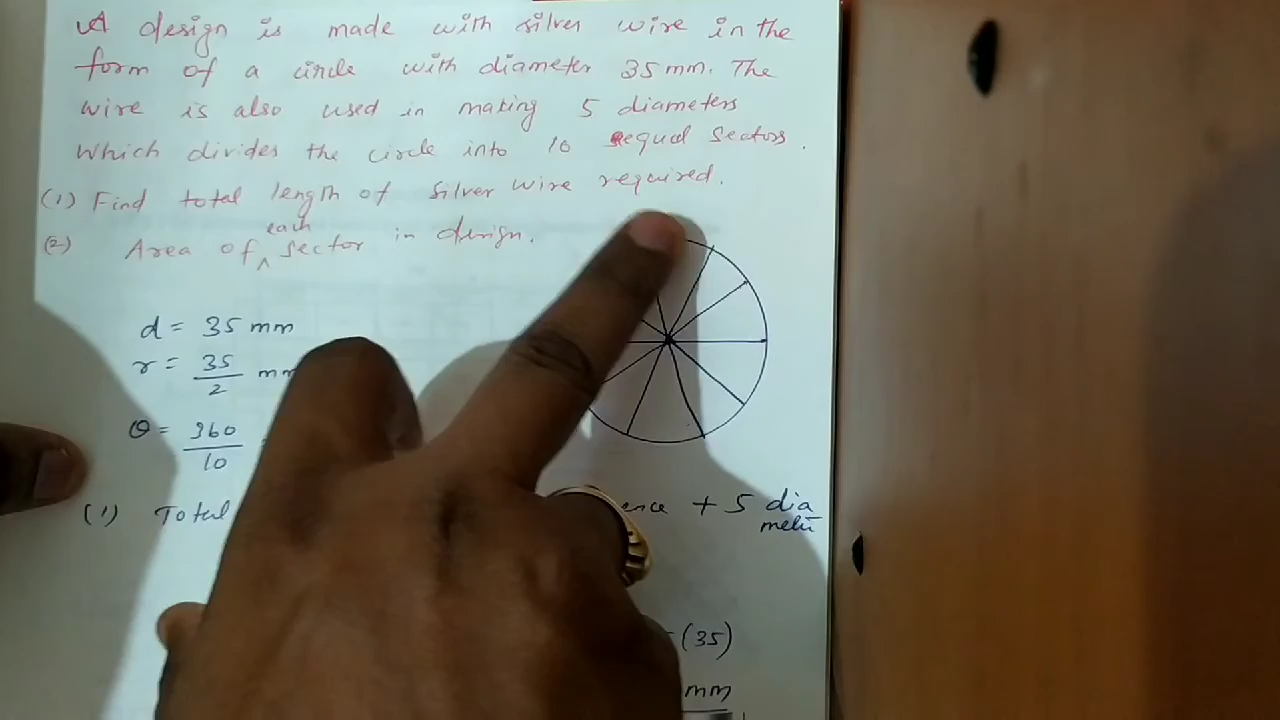 A design is made with silver wire in the
form of a circle with diameter 35 mm. The
wire is also used in making 5 diameters
which divides the circle into 10 equal sectors.
(1) Find total length of silver wire required.
(2) Area of each sector in design.
d = 35 mm
r = 35/2 mm
θ = 360/10
(1) Total + 5 diameter
(35)
mm